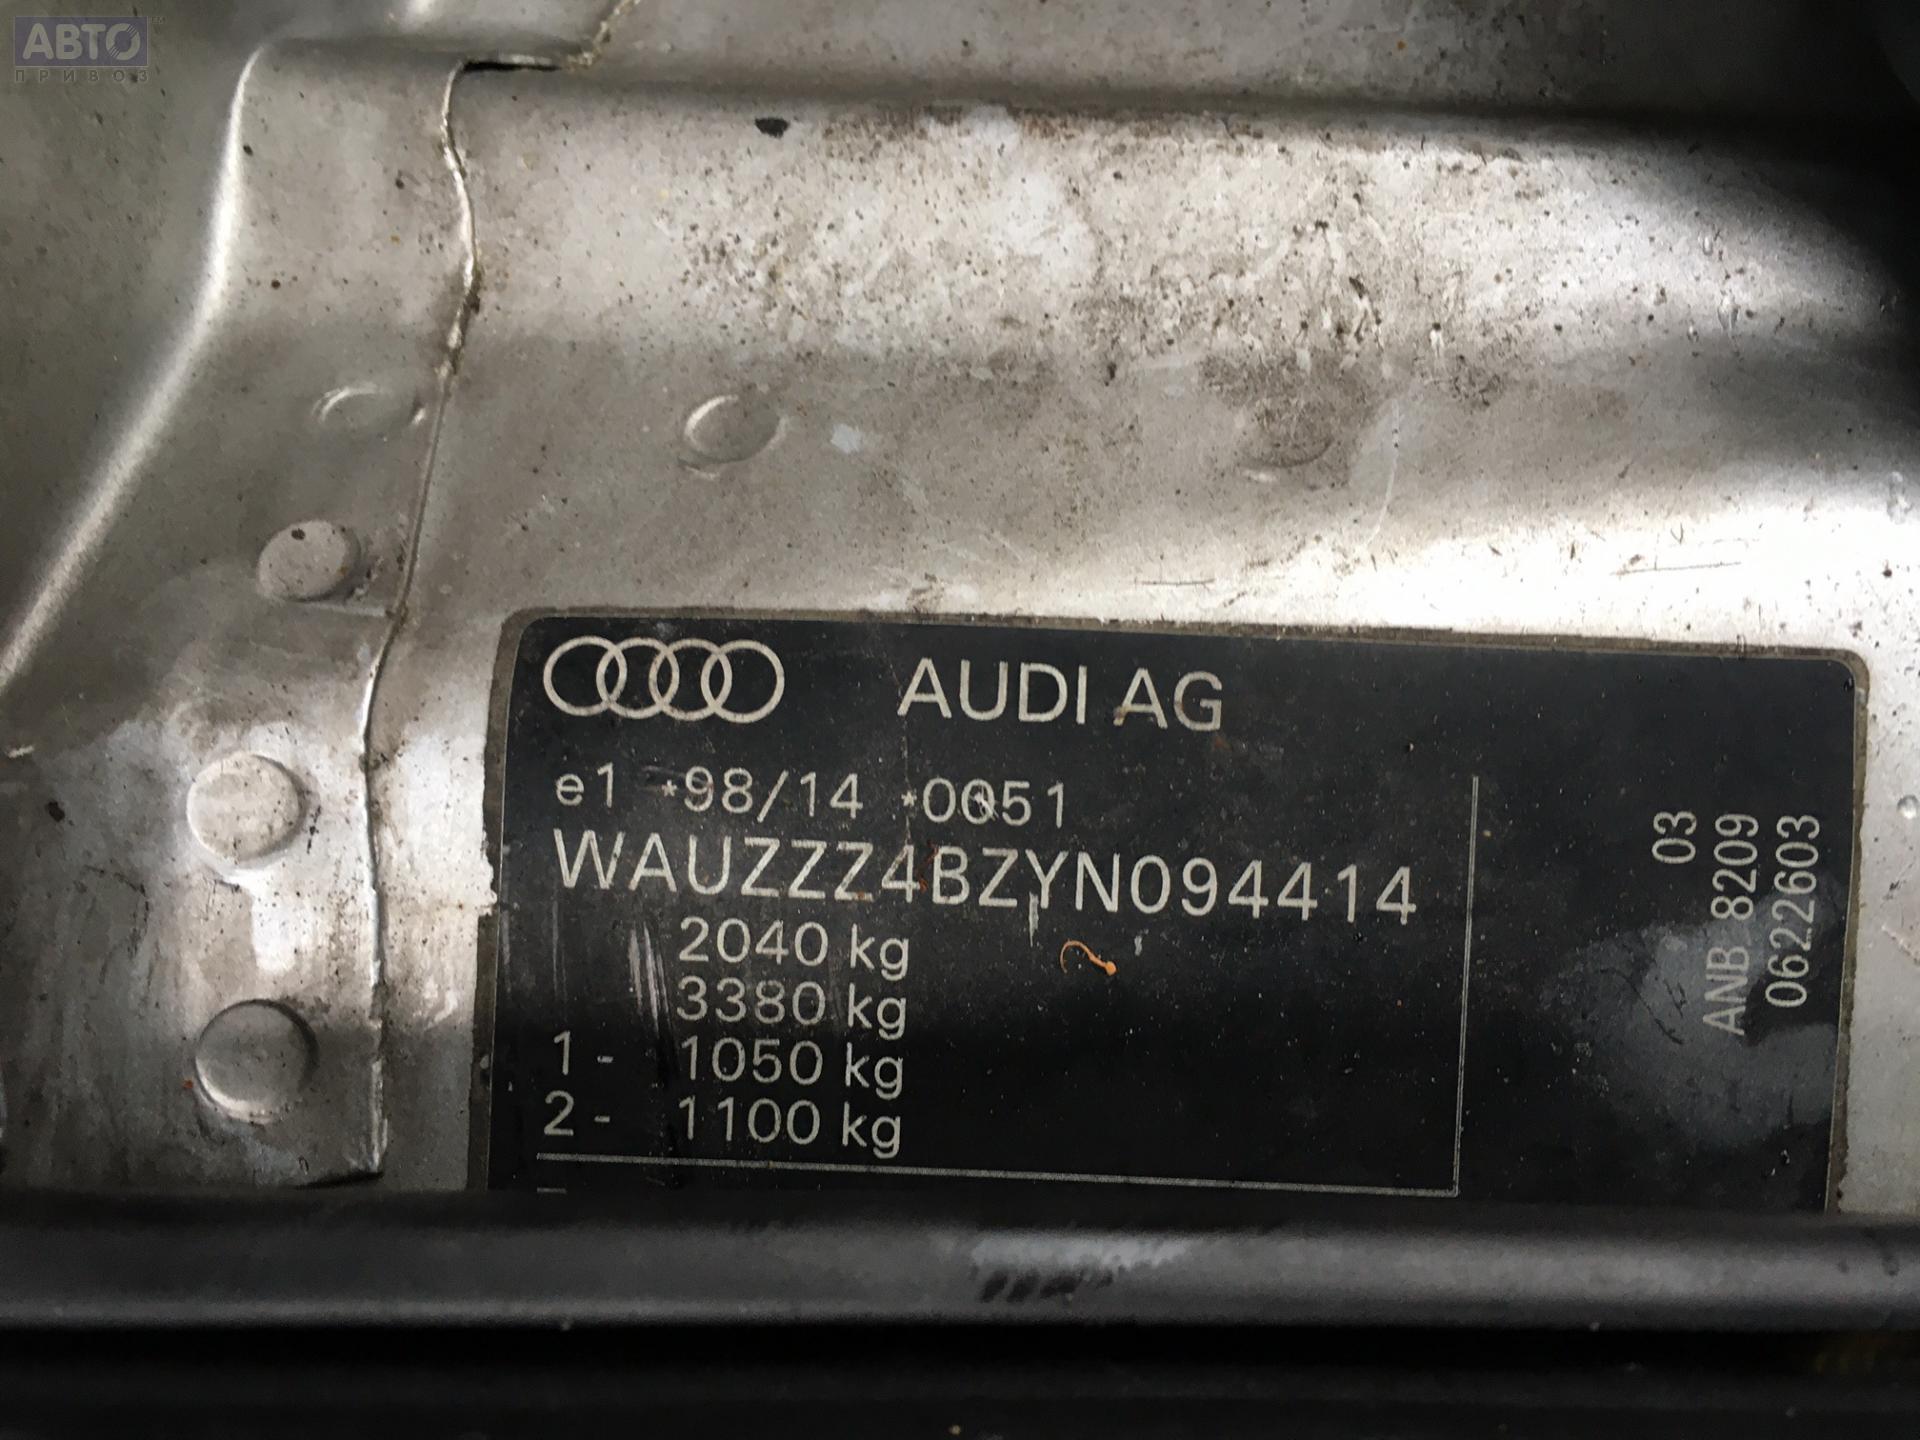 АВТО
ПРИВОЗ
AUDI AG
e1 *98/14 *0051
WAUZZZ4BZYN094414
2040 kg
3380 kg
1 - 1050 kg
2 - 1100 kg
03
ANB 8209
06226603